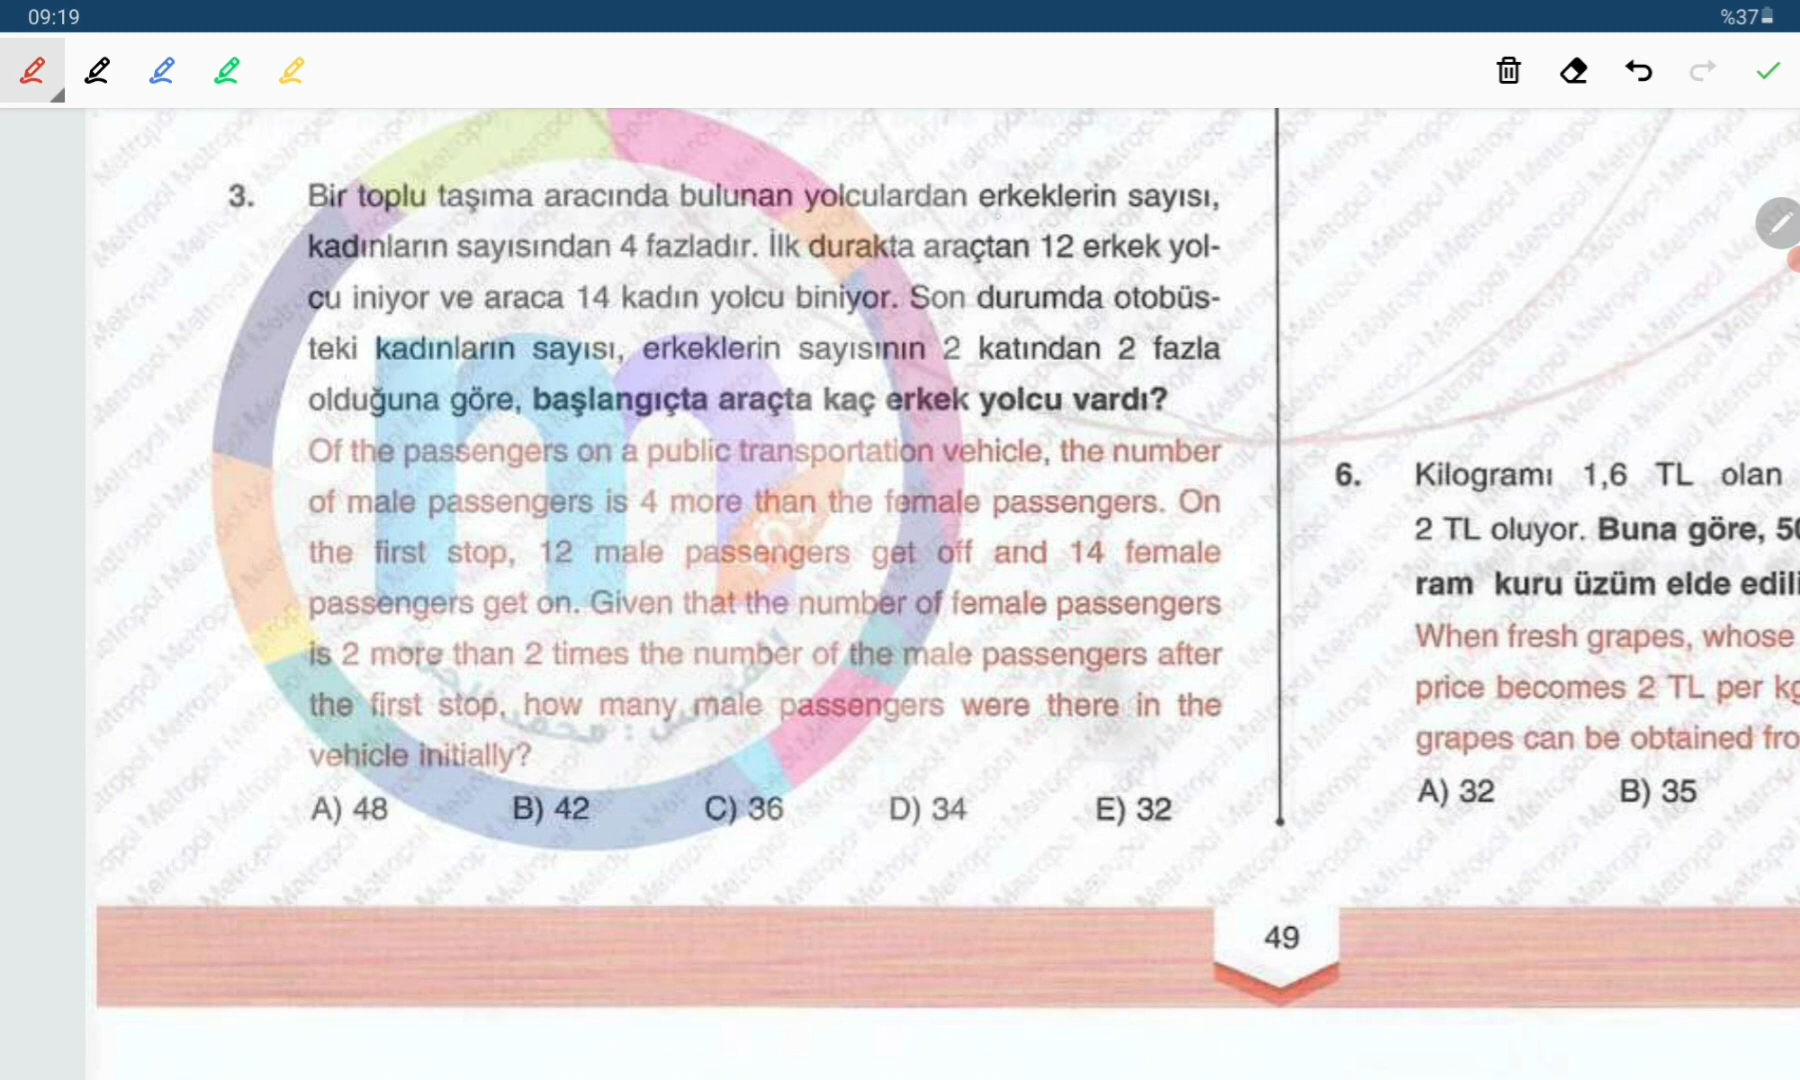 09:19
%37
3. Bir toplu taşıma aracında bulunan yolculardan erkeklerin sayısı,
kadınların sayısından 4 fazladır. İlk durakta araçtan 12 erkek yol-
cu iniyor ve araca 14 kadın yolcu biniyor. Son durumda otobüs-
teki kadınların sayısı, erkeklerin sayısının 2 katından 2 fazla
olduğuna göre, başlangıçta araçta kaç erkek yolcu vardı?
Of the passengers on a public transportation vehicle, the number
of male passengers is 4 more than the female passengers. On
the first stop, 12 male passengers get off and 14 female
passengers get on. Given that the number of female passengers
is 2 more than 2 times the number of the male passengers after
the first stop, how many male passengers were there in the
vehicle initially?
A) 48 B) 42 C) 36 D) 34 E) 32
6. Kilogramı 1,6 TL olan
2 TL oluyor. Buna göre, 50
ram kuru üzüm elde edili
When fresh grapes, whose
price becomes 2 TL per kg
grapes can be obtained fro
A) 32 B) 35
49